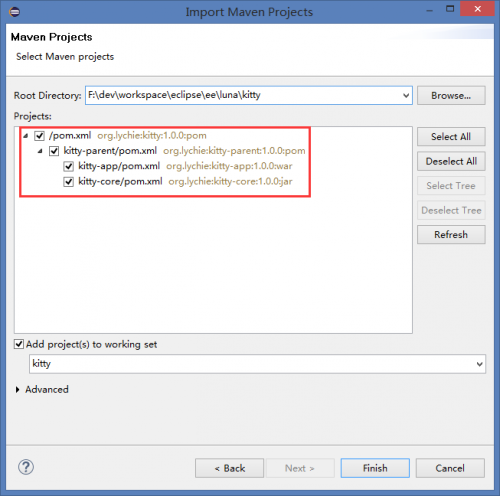 Import Maven Projects
Maven Projects
Select Maven projects
Root Directory: F:\dev\workspace\eclipse\ee\luna\kitty Browse...
Projects:
/pom.xml org.lychie:kitty:1.0.0:pom
kitty-parent/pom.xml org.lychie:kitty-parent:1.0.0:pom
kitty-app/pom.xml org.lychie:kitty-app:1.0.0:war
kitty-core/pom.xml org.lychie:kitty-core:1.0.0:jar
Select All
Deselect All
Select Tree
Deselect Tree
Refresh
Add project(s) to working set
kitty
Advanced
? < Back Next > Finish Cancel